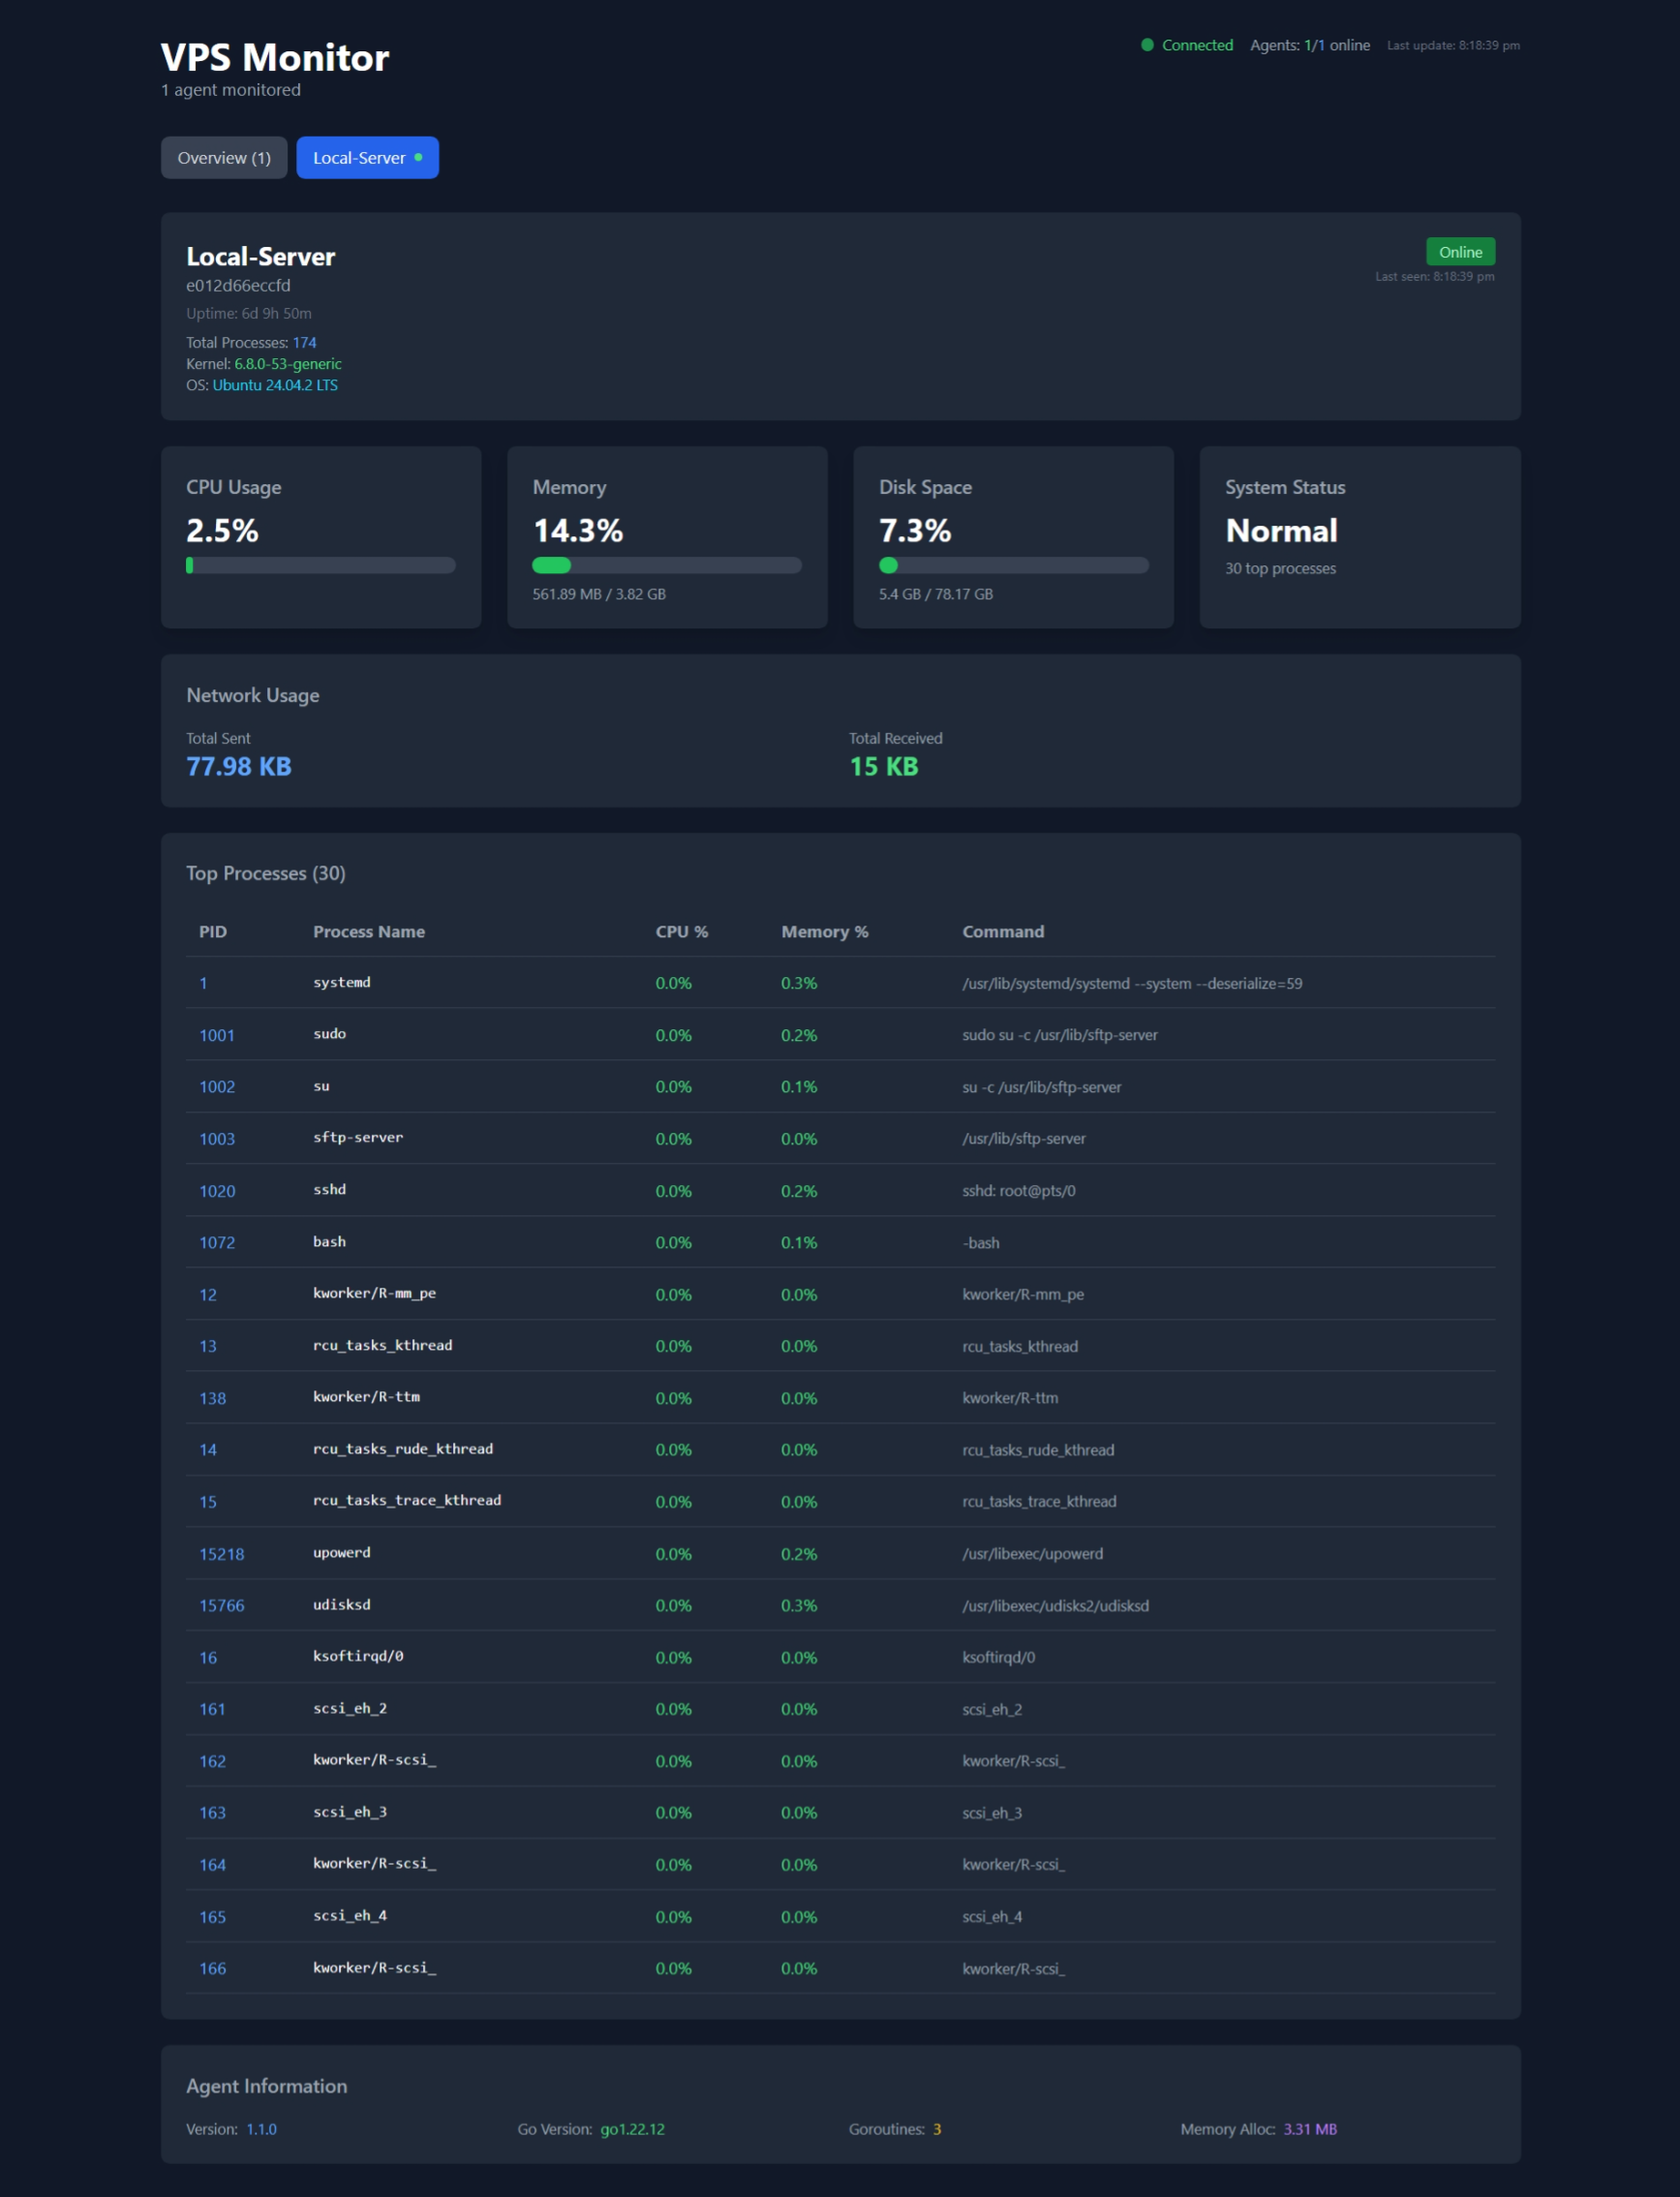 VPS Monitor
1 agent monitored
Connected Agents: 1/1 online Last update: 8:18:39 pm
Overview (1) Local-Server
Local-Server
e012d66eccfd
Uptime: 6d 9h 50m
Total Processes: 174
Kernel: 6.8.0-53-generic
OS: Ubuntu 24.04.2 LTS
Online
Last seen: 8:18:39 pm
CPU Usage
2.5%
Memory
14.3%
561.89 MB / 3.82 GB
Disk Space
7.3%
5.4 GB / 78.17 GB
System Status
Normal
30 top processes
Network Usage
Total Sent
77.98 KB
Total Received
15 KB
Top Processes (30)
PID Process Name CPU % Memory % Command
1 systemd 0.0% 0.3% /usr/lib/systemd/systemd --system --deserialize=59
1001 sudo 0.0% 0.2% sudo su -c /usr/lib/sftp-server
1002 su 0.0% 0.1% su -c /usr/lib/sftp-server
1003 sftp-server 0.0% 0.0% /usr/lib/sftp-server
1020 sshd 0.0% 0.2% sshd: root@pts/0
1072 bash 0.0% 0.1% -bash
12 kworker/R-mm_pe 0.0% 0.0% kworker/R-mm_pe
13 rcu_tasks_kthread 0.0% 0.0% rcu_tasks_kthread
138 kworker/R-ttm 0.0% 0.0% kworker/R-ttm
14 rcu_tasks_rude_kthread 0.0% 0.0% rcu_tasks_rude_kthread
15 rcu_tasks_trace_kthread 0.0% 0.0% rcu_tasks_trace_kthread
15218 upowerd 0.0% 0.2% /usr/libexec/upowerd
15766 udisksd 0.0% 0.3% /usr/libexec/udisks2/udisksd
16 ksoftirqd/0 0.0% 0.0% ksoftirqd/0
161 scsi_eh_2 0.0% 0.0% scsi_eh_2
162 kworker/R-scsi_ 0.0% 0.0% kworker/R-scsi_
163 scsi_eh_3 0.0% 0.0% scsi_eh_3
164 kworker/R-scsi_ 0.0% 0.0% kworker/R-scsi_
165 scsi_eh_4 0.0% 0.0% scsi_eh_4
166 kworker/R-scsi_ 0.0% 0.0% kworker/R-scsi_
Agent Information
Version: 1.1.0 Go Version: go1.22.12 Goroutines: 3 Memory Alloc: 3.31 MB